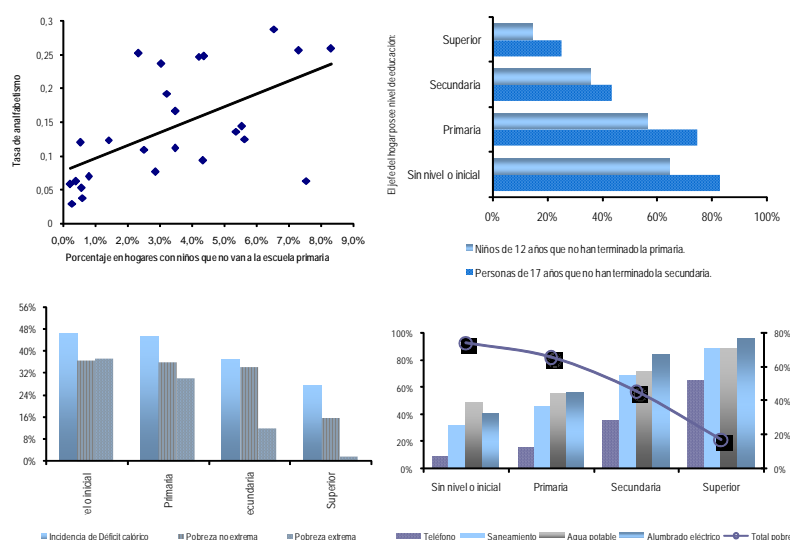 Tasa de analfabetismo
0,3
0,25
0,2
0,15
0,1
0,05
0
0,0% 1,0% 2,0% 3,0% 4,0% 5,0% 6,0% 7,0% 8,0% 9,0%
Porcentaje en hogares con niños que no van a la escuela primaria
El jefe del hogar posee nivel de educación:
Superior
Secundaria
Primaria
Sin nivel o inicial
0% 20% 40% 60% 80% 100%
Niños de 12 años que no han terminado la primaria.
Personas de 17 años que no han terminado la secundaria.
56%
48%
40%
32%
24%
16%
8%
0%
el o inicial
Primaria
ecundaria
Superior
Incidencia de Déficit calórico
Pobreza no extrema
Pobreza extrema
100%
80%
60%
40%
20%
0%
80%
60%
40%
20%
0%
Sin nivel o inicial
Primaria
Secundaria
Superior
Teléfono
Saneamiento
Agua potable
Alumbrado eléctrico
Total pobre